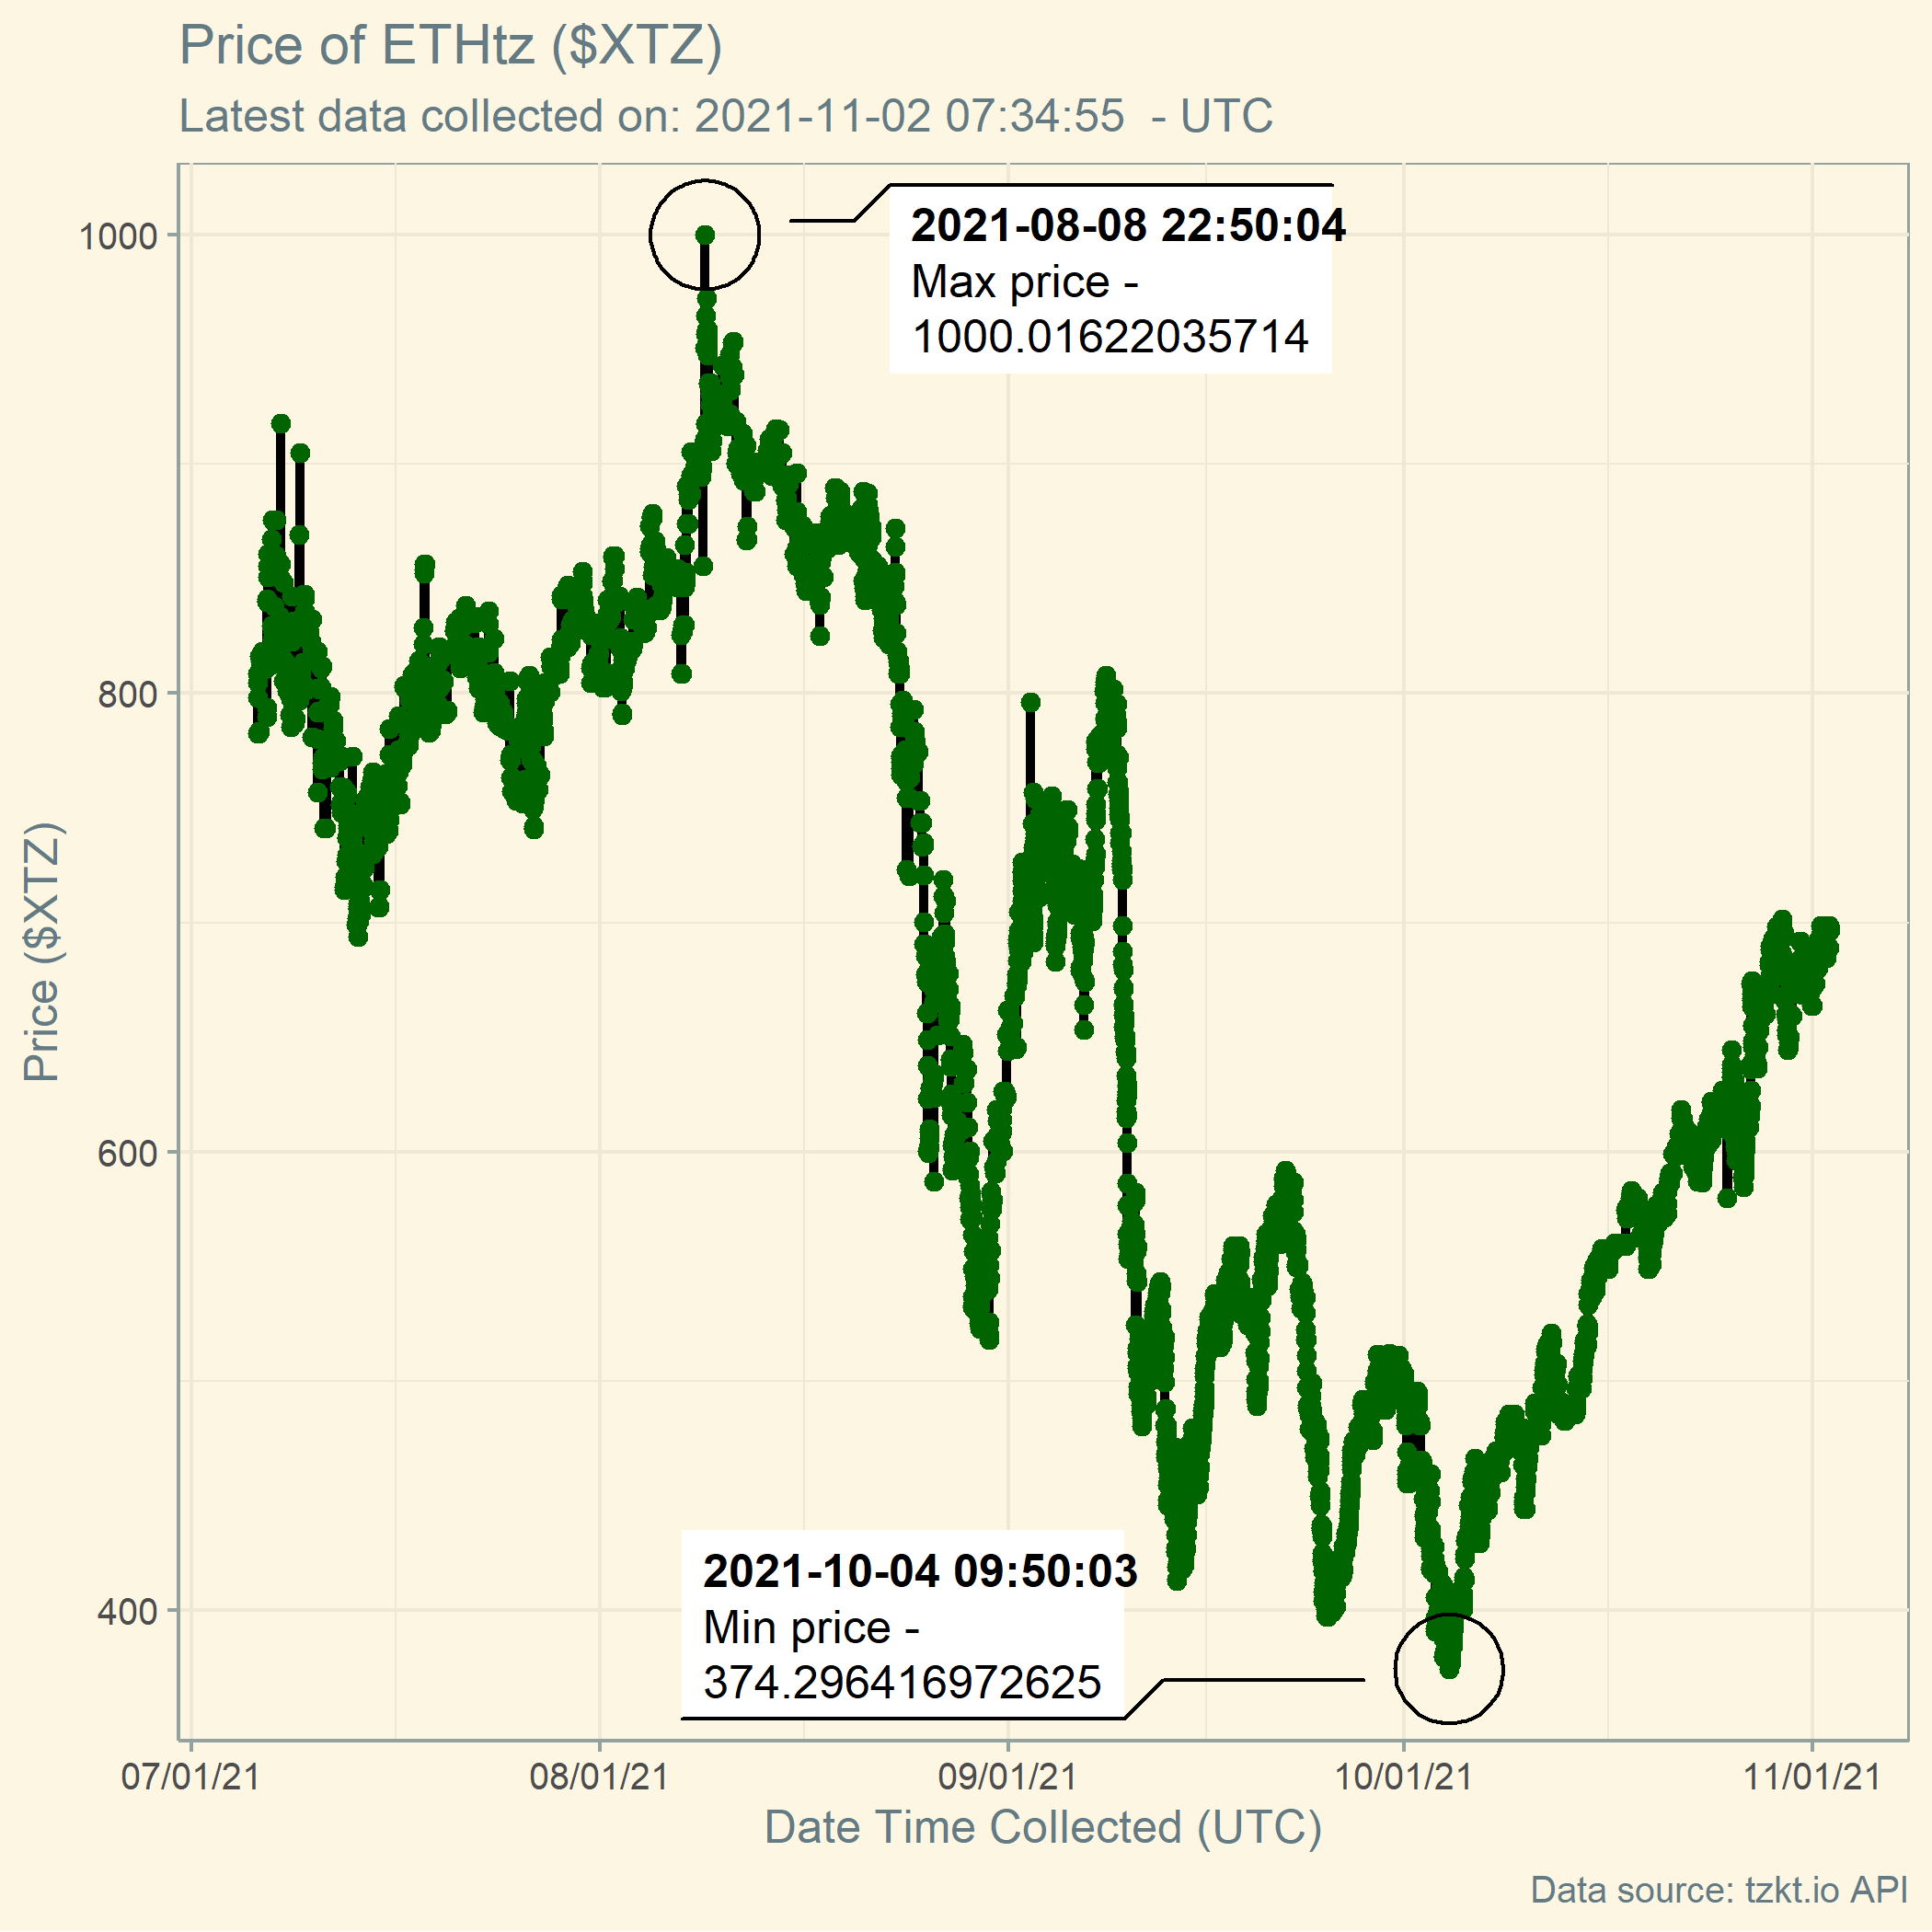 Price of ETHtz ($XTZ)
Latest data collected on: 2021-11-02 07:34:55  - UTC
1000
800
600
400
Price ($XTZ)
2021-08-08 22:50:04
Max price -
1000.01622035714
2021-10-04 09:50:03
Min price -
374.296416972625
07/01/21
08/01/21
09/01/21
10/01/21
11/01/21
Date Time Collected (UTC)
Data source: tzkt.io API